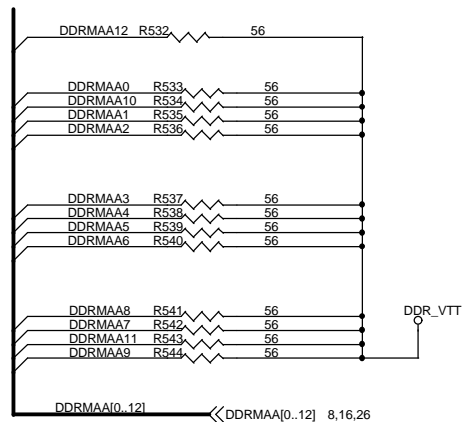 DDRMAA12 R532 56
DDRMAA0 R533 56
DDRMAA10 R534 56
DDRMAA1 R535 56
DDRMAA2 R536 56
DDRMAA3 R537 56
DDRMAA4 R538 56
DDRMAA5 R539 56
DDRMAA6 R540 56
DDRMAA8 R541 56
DDR_VTT
DDRMAA7 R542 56
DDRMAA11 R543 56
DDRMAA9 R544 56
DDRMAA[0..12]
DDRMAA[0..12] 8,16,26